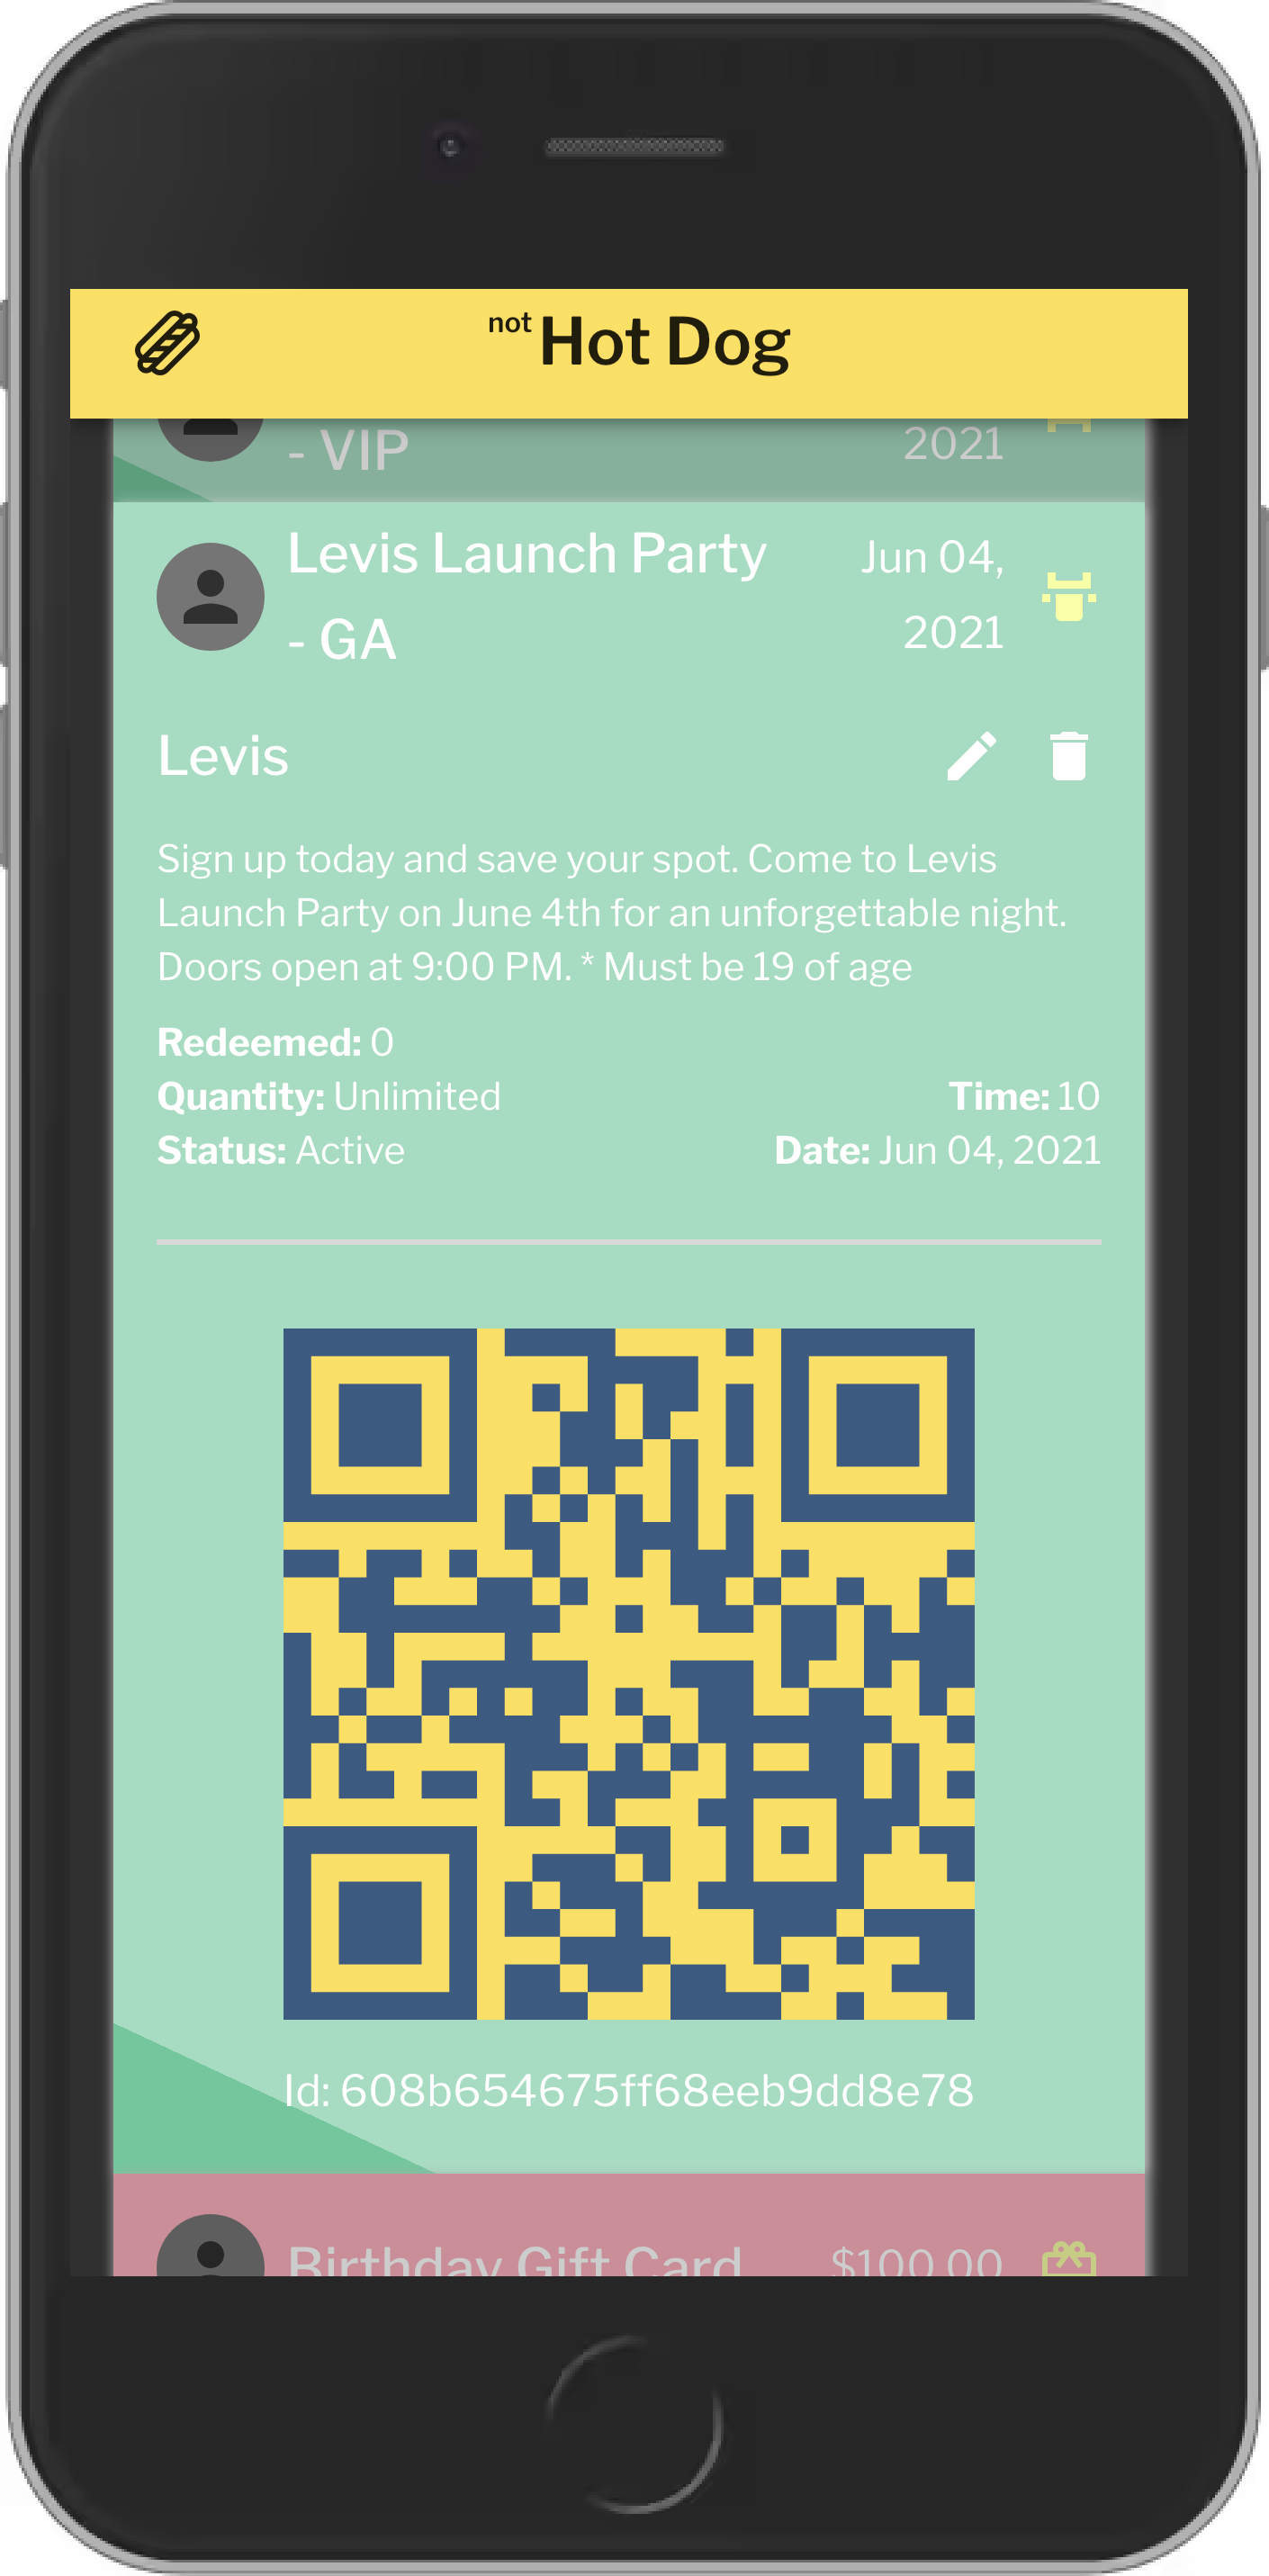 not Hot Dog
- VIP
2021
Levis Launch Party
- GA
Jun 04,
2021
Levis
Sign up today and save your spot. Come to Levis
Launch Party on June 4th for an unforgettable night.
Doors open at 9:00 PM. * Must be 19 of age
Redeemed: 0
Quantity: Unlimited
Time: 10
Status: Active
Date: Jun 04, 2021
Id: 608b654675ff68eeb9dd8e78
Birthday Gift Card
$100.00